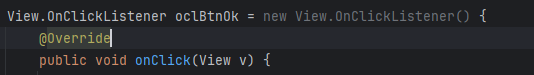 View.OnClickListener oclBtnOk = new View.OnClickListener() {
@Override
public void onClick(View v) {